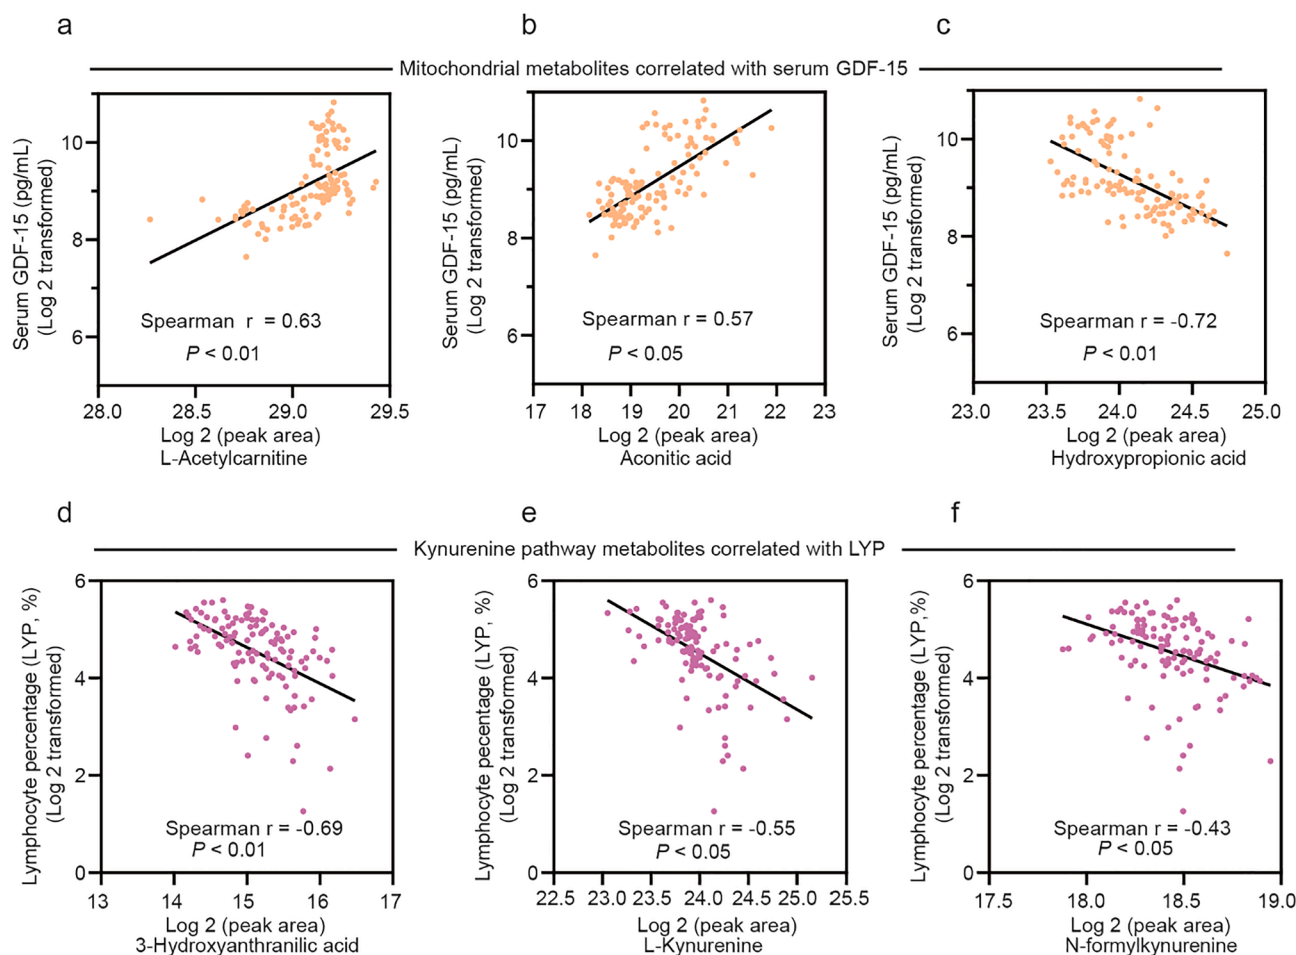 a
b
c
Mitochondrial metabolites correlated with serum GDF-15
Serum GDF-15 (pg/mL)
(Log 2 transformed)
10
8
6
Spearman r = 0.63
P < 0.01
28.0
28.5
29.0
29.5
Log 2 (peak area)
L-Acetylcarnitine
Serum GDF-15 (pg/mL)
(Log 2 transformed)
10
8
6
Spearman r = 0.57
P < 0.05
17
18
19
20
21
22
23
Log 2 (peak area)
Aconitic acid
Serum GDF-15 (pg/mL)
(Log 2 transformed)
10
8
6
Spearman r = -0.72
P < 0.01
23.0
23.5
24.0
24.5
25.0
Log 2 (peak area)
Hydroxypropionic acid
d
e
f
Kynurenine pathway metabolites correlated with LYP
Lymphocyte percentage (LYP, %)
(Log 2 transformed)
6
4
2
0
Spearman r = -0.69
P < 0.01
13
14
15
16
17
Log 2 (peak area)
3-Hydroxyanthranilic acid
Lymphocyte pecentage (LYP, %)
(Log 2 transformed)
6
4
2
0
Spearman r = -0.55
P < 0.05
22.5
23.0
23.5
24.0
24.5
25.0
25.5
Log 2 (peak area)
L-Kynurenine
Lymphocyte percentage (LYP,%)
(Log 2 transformed)
6
4
2
0
Spearman r = -0.43
P < 0.05
17.5
18.0
18.5
19.0
Log 2 (peak area)
N-formylkynurenine